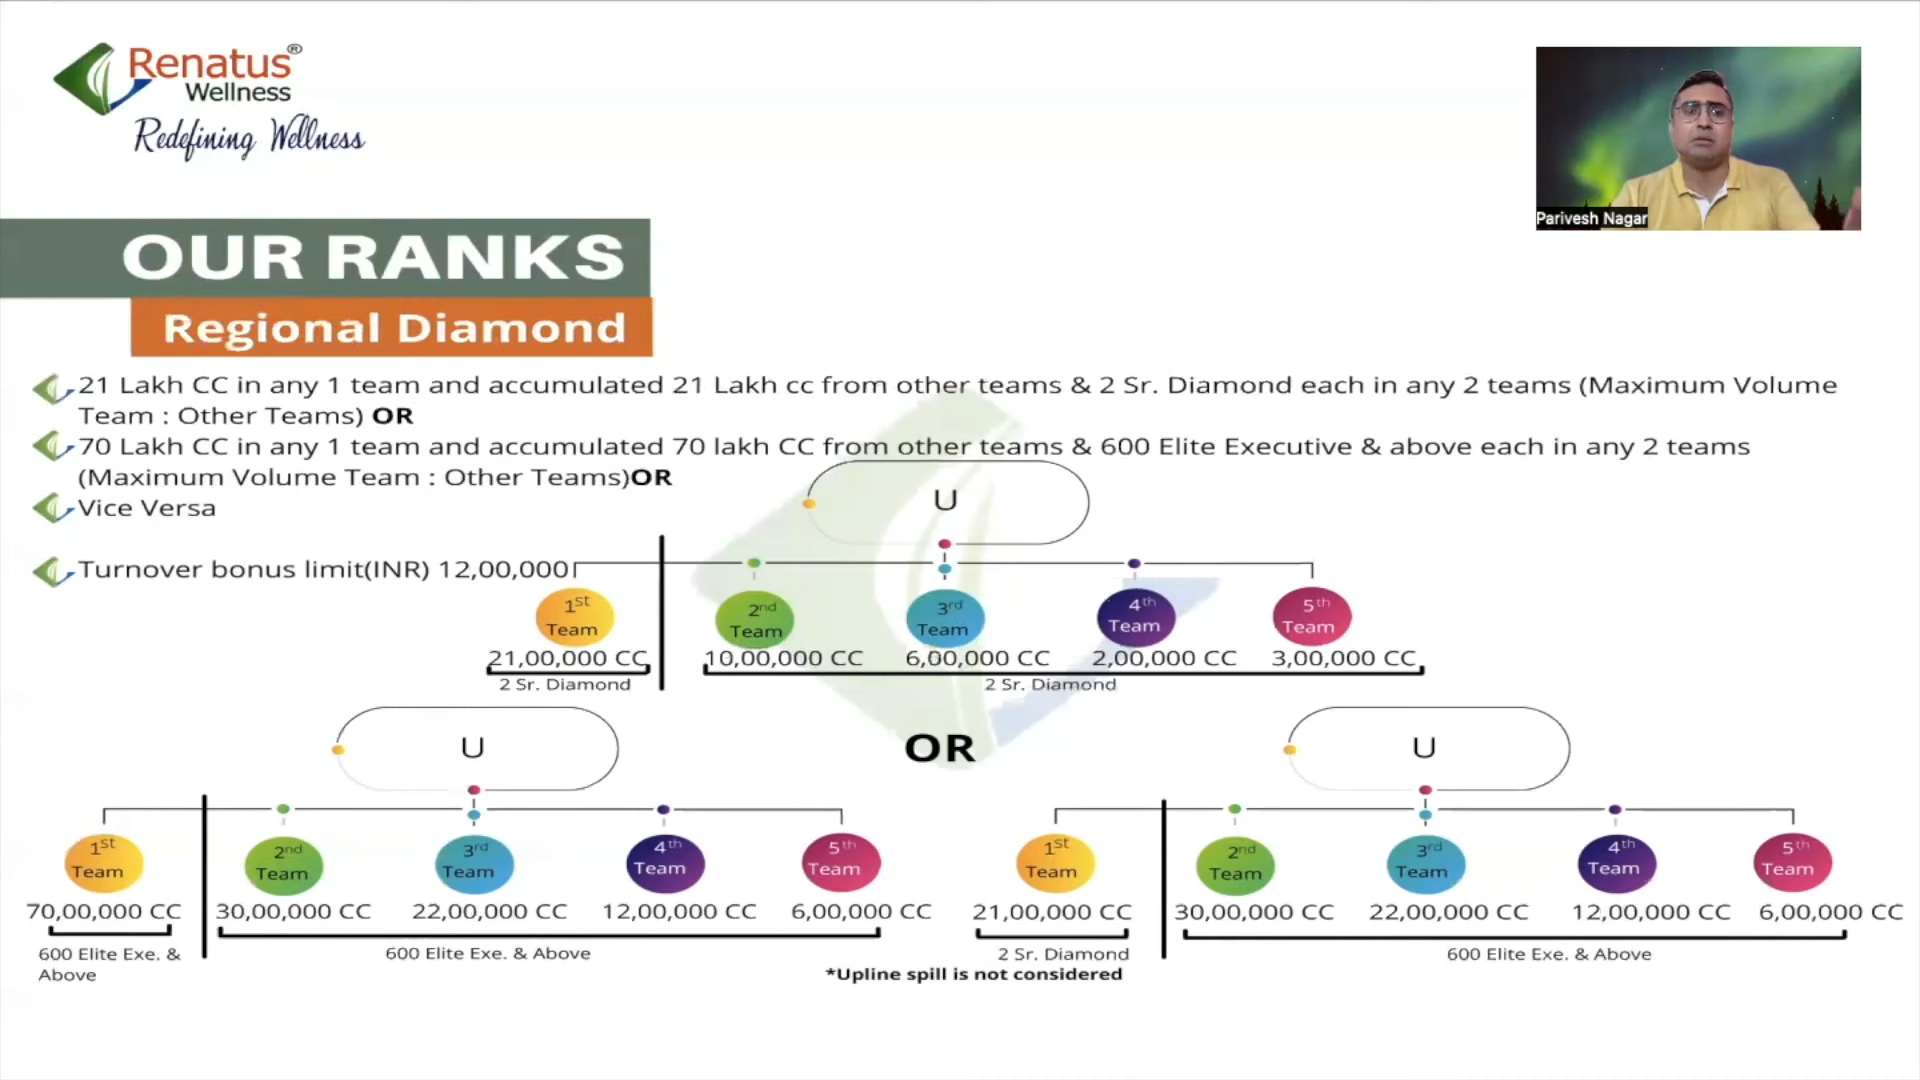 Renatus®
Wellness
Redefining Wellness
Parivesh Nagar
OUR RANKS
Regional Diamond
21 Lakh CC in any 1 team and accumulated 21 Lakh cc from other teams & 2 Sr. Diamond each in any 2 teams (Maximum Volume
Team : Other Teams) OR
70 Lakh CC in any 1 team and accumulated 70 lakh CC from other teams & 600 Elite Executive & above each in any 2 teams
(Maximum Volume Team : Other Teams)OR
Vice Versa
Turnover bonus limit(INR) 12,00,000
U
1st Team
2nd Team
3rd Team
4th Team
5th Team
21,00,000 CC
10,00,000 CC
6,00,000 CC
2,00,000 CC
3,00,000 CC
2 Sr. Diamond
2 Sr. Diamond
U
1st Team
2nd Team
3rd Team
4th Team
5th Team
70,00,000 CC
30,00,000 CC
22,00,000 CC
12,00,000 CC
6,00,000 CC
600 Elite Exe. &
Above
600 Elite Exe. & Above
OR
U
1st Team
2nd Team
3rd Team
4th Team
5th Team
21,00,000 CC
30,00,000 CC
22,00,000 CC
12,00,000 CC
6,00,000 CC
2 Sr. Diamond
600 Elite Exe. & Above
*Upline spill is not considered